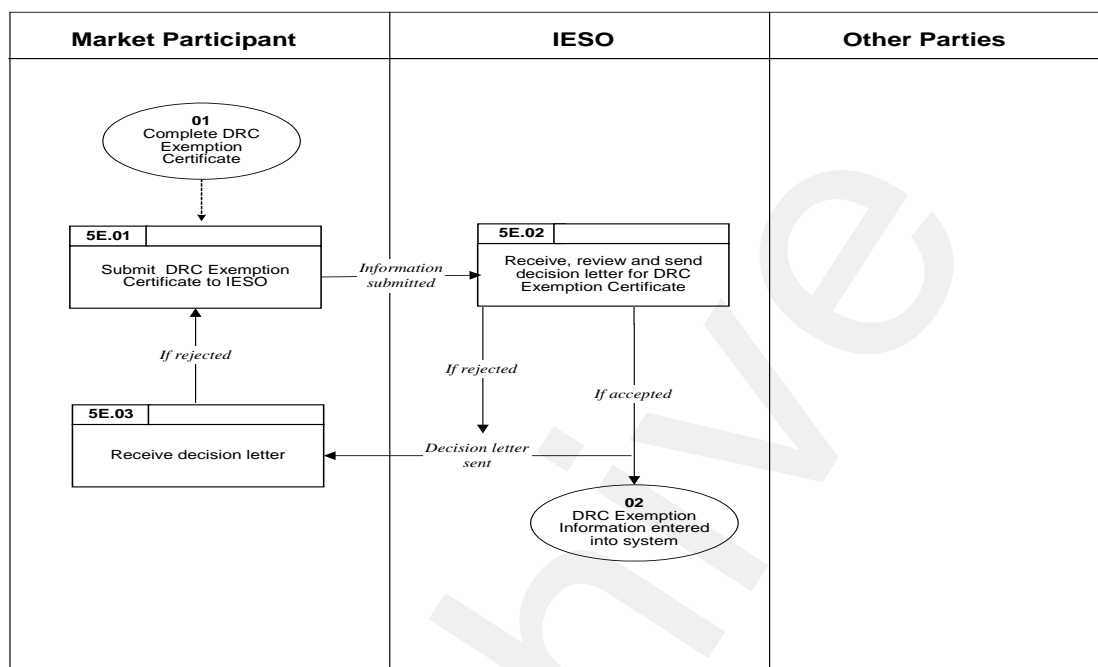 Market Participant
IESO
Other Parties
01
Complete DRC
Exemption
Certificate
5E.01
Submit DRC Exemption
Certificate to IESO
Information
submitted
5E.02
Receive, review and send
decision letter for DRC
Exemption Certificate
If rejected
If rejected
If accepted
5E.03
Receive decision letter
Decision letter
sent
02
DRC Exemption
Information entered
into system
hive